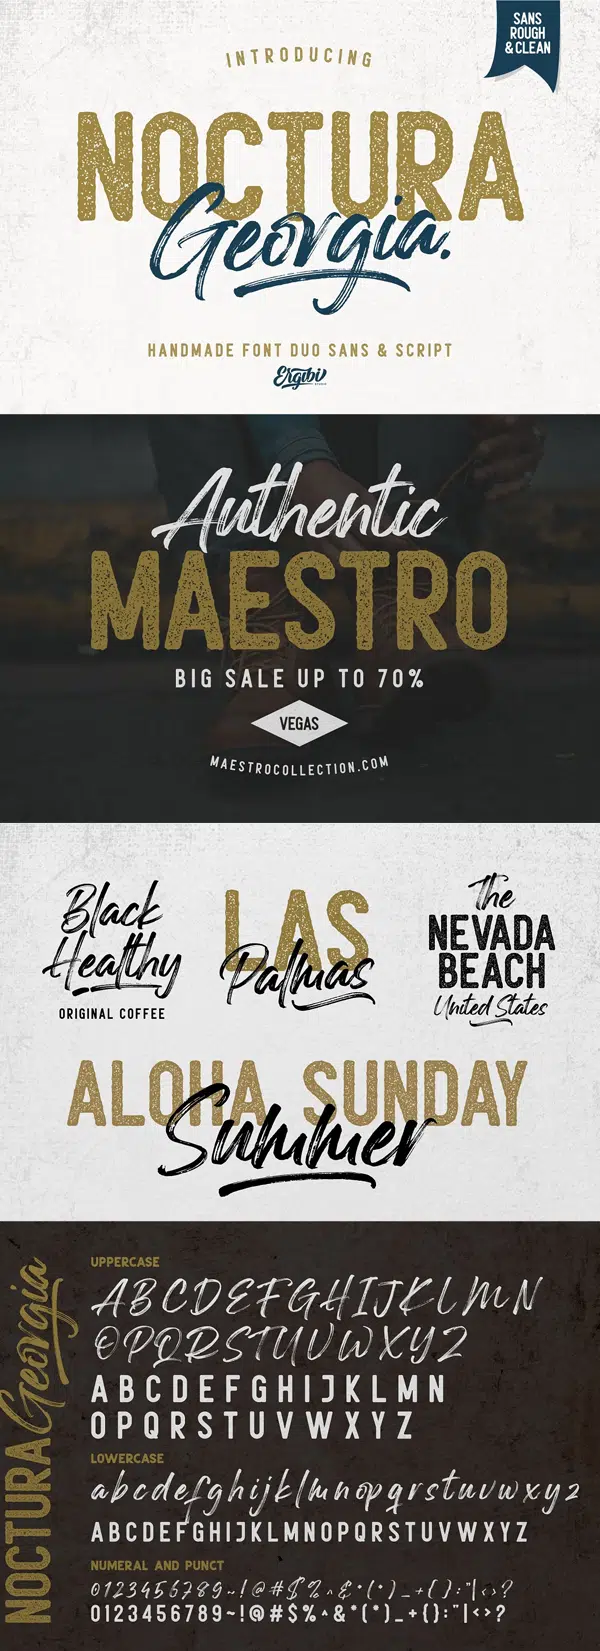 SANS
ROUGH
& CLEAN
INTRODUCING
NOCTURA
Georgia.
HANDMADE FONT DUO SANS & SCRIPT
Ergibi
STUDIO
Authentic
MAESTRO
BIG SALE UP TO 70%
VEGAS
MAESTROCOLLECTION.COM
Black
Healthy
ORIGINAL COFFEE
LAS
Palmas
The
NEVADA
BEACH
United States
ALOHA SUNDAY
Summer
NOCTURA Georgia
UPPERCASE
ABCDEFGHIJKLMN
OPQRSTUVWXYZ
ABCDEFGHIJKLMN
OPQRSTUVWXYZ
LOWERCASE
abcdefghijklmnopqrstuvwxyz
ABCDEFGHIJKLMNOPQRSTUVWXYZ
NUMERAL AND PUNCT
0123456789~!@#$%^&*(*)_+{}:"|<>?
0123456789~!@#$%^&*(*)_+{}:"|<>?